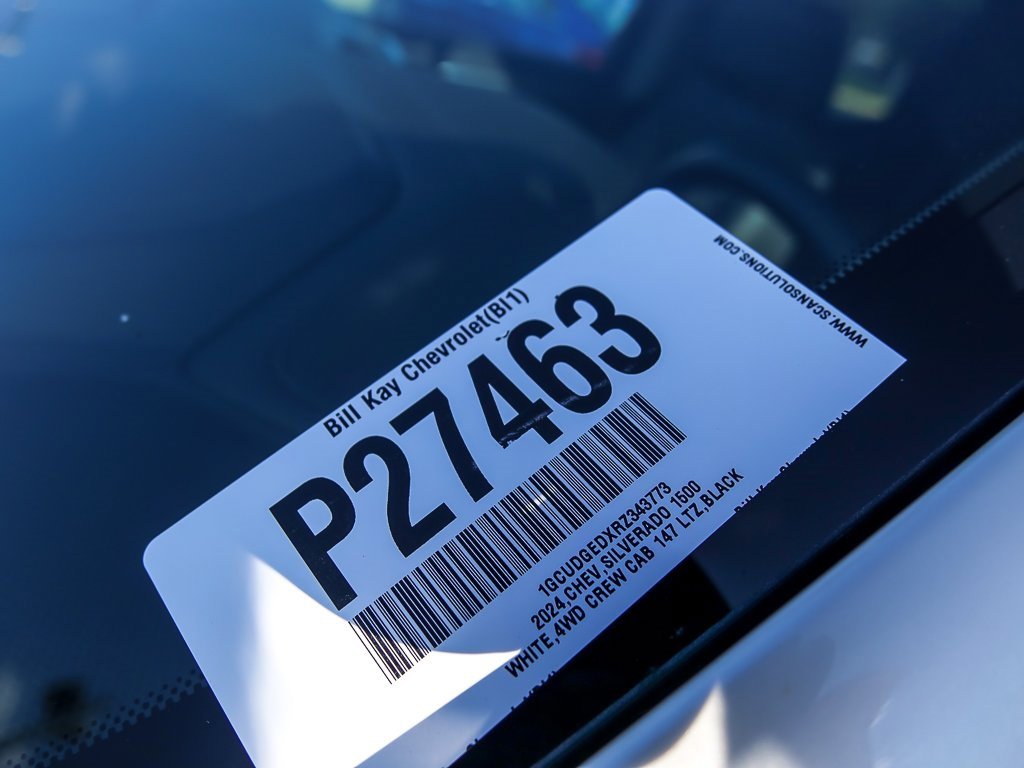 Bill Kay Chevrolet(BI1)
P27463
1GCUDGEDXRZ343773
2024,CHEV,SILVERADO 1500
WHITE,4WD CREW CAB 147 LTZ,BLACK
WWW.SCANSOLUTIONS.COM